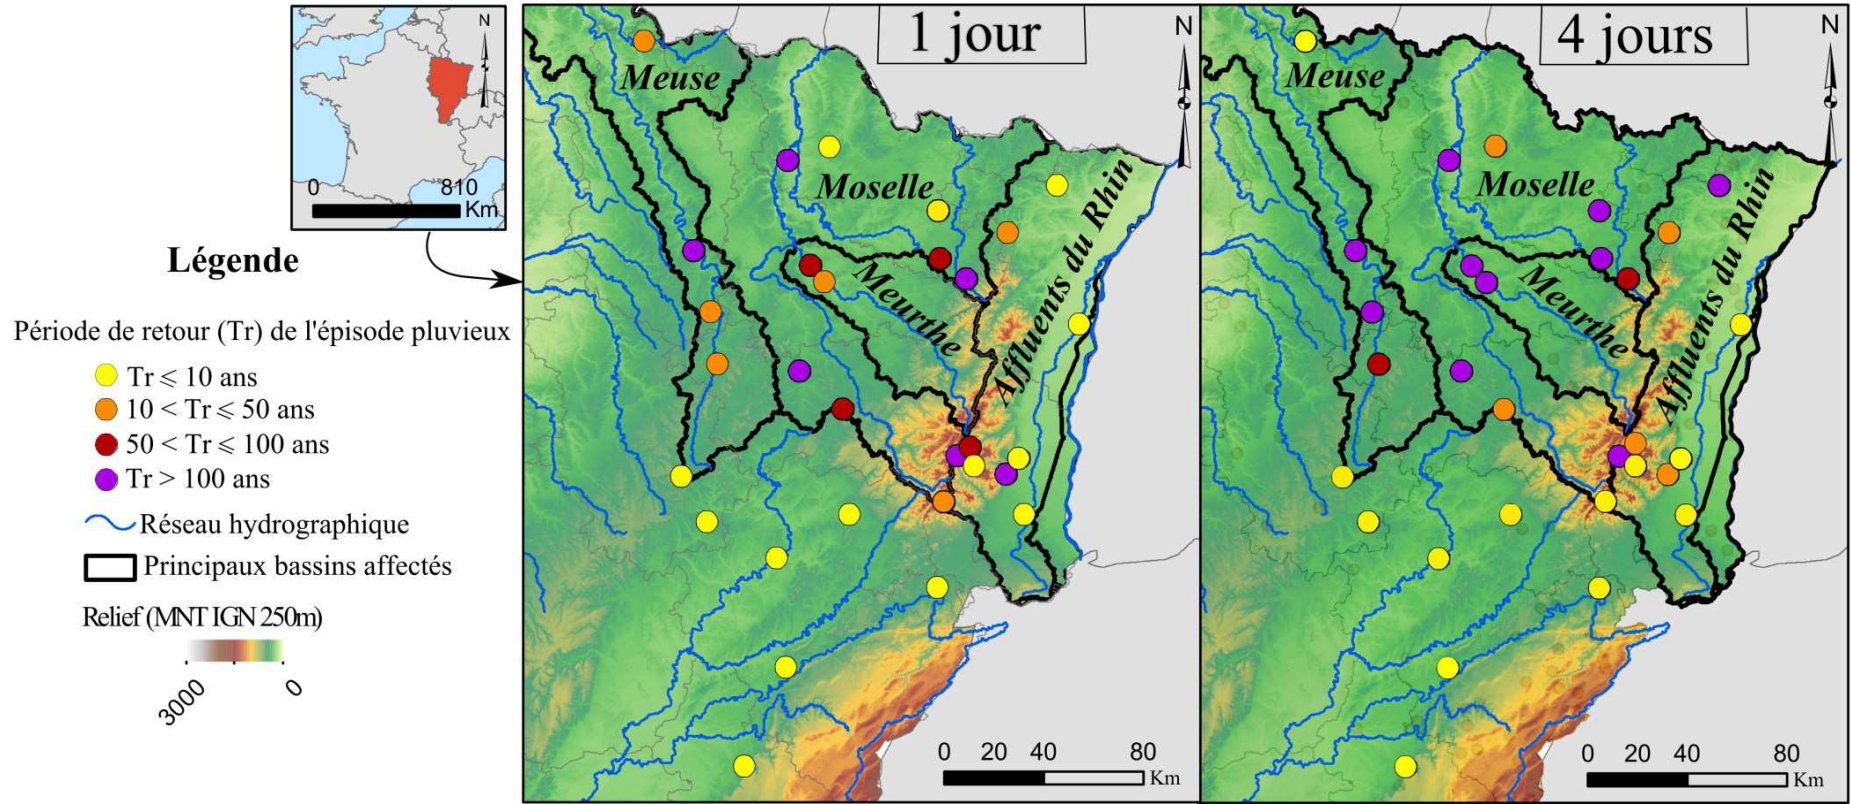 0 810
Km
Légende
Période de retour (Tr) de l'épisode pluvieux
Tr ⩽ 10 ans
10 < Tr ⩽ 50 ans
50 < Tr ⩽ 100 ans
Tr > 100 ans
Réseau hydrographique
Principaux bassins affectés
Relief (MNT IGN 250m)
3000 0
N
1 jour
N
Meuse
Moselle
Meurthe
Affluents du Rhin
0 20 40 80
Km
4 jours
N
Meuse
Moselle
Meurthe
Affluents du Rhin
0 20 40 80
Km